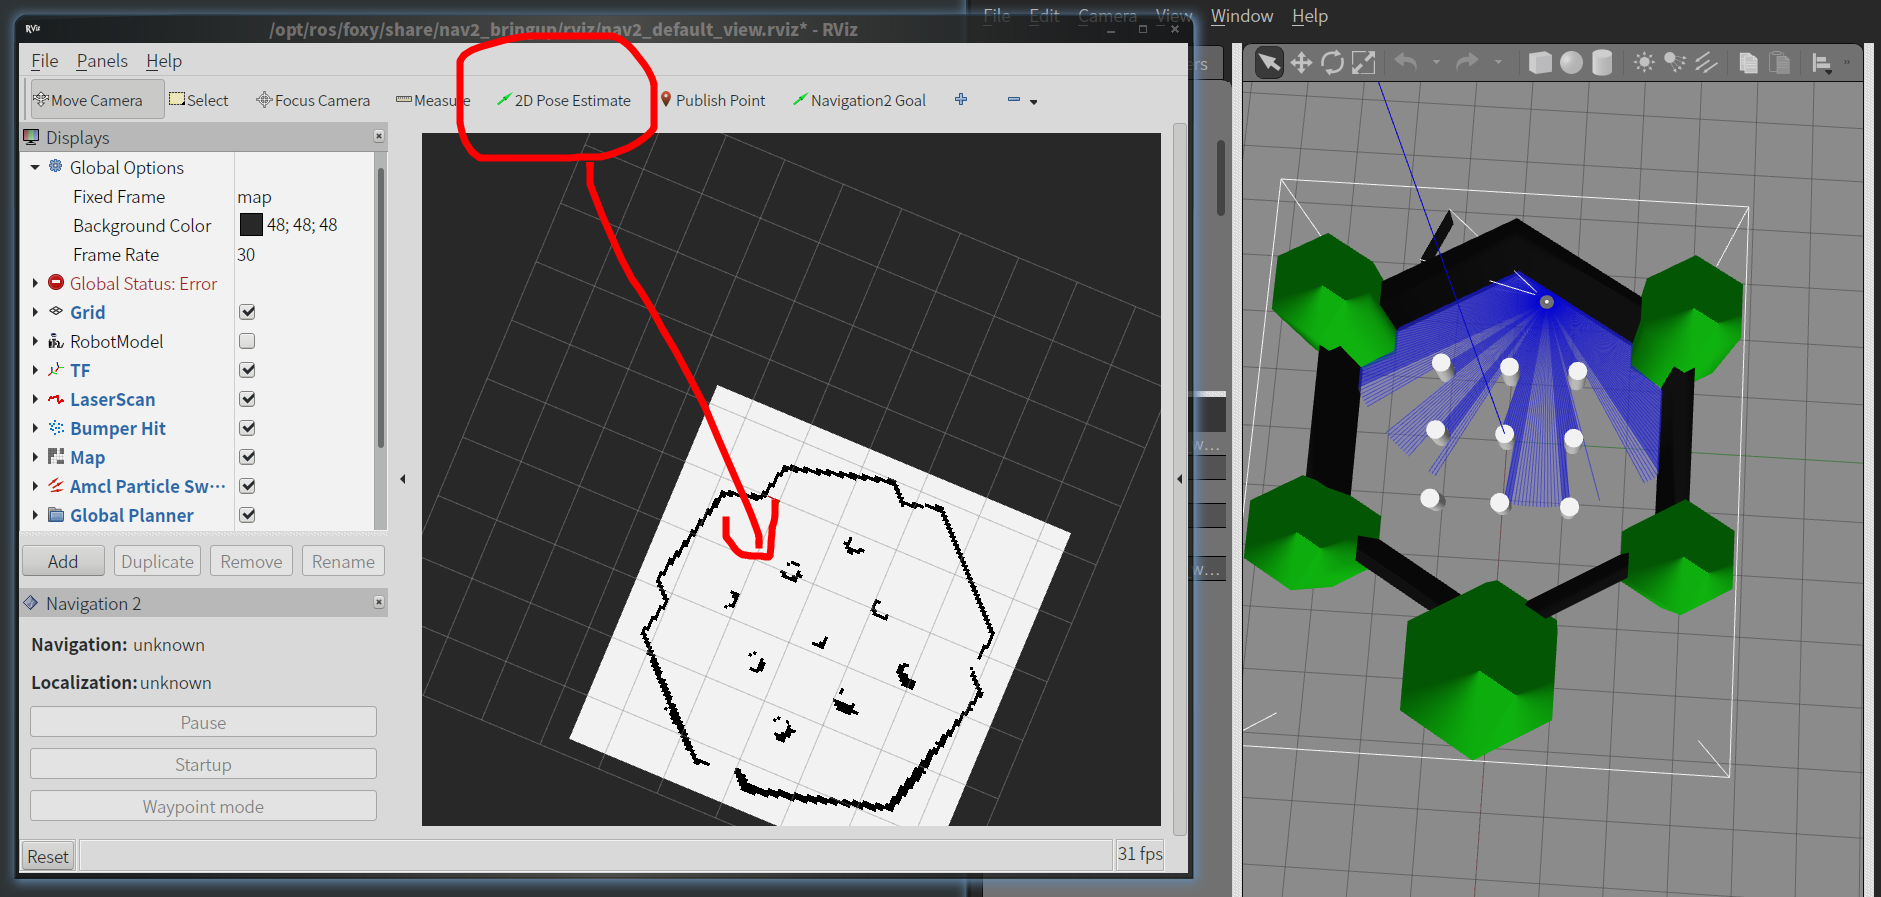 RViz
/opt/ros/foxy/share/nav2_bringup/rviz/nav2_default_view.rviz* - RViz
File Panels Help
Move Camera Select Focus Camera Measure 2D Pose Estimate Publish Point Navigation2 Goal
Displays
Global Options
Fixed Frame map
Background Color 48; 48; 48
Frame Rate 30
Global Status: Error
Grid
RobotModel
TF
LaserScan
Bumper Hit
Map
Amcl Particle Sw···
Global Planner
Add Duplicate Remove Rename
Navigation 2
Navigation: unknown
Localization: unknown
Pause
Startup
Waypoint mode
Reset
31 fps
File Edit Camera View Window Help
rs
w...
w...